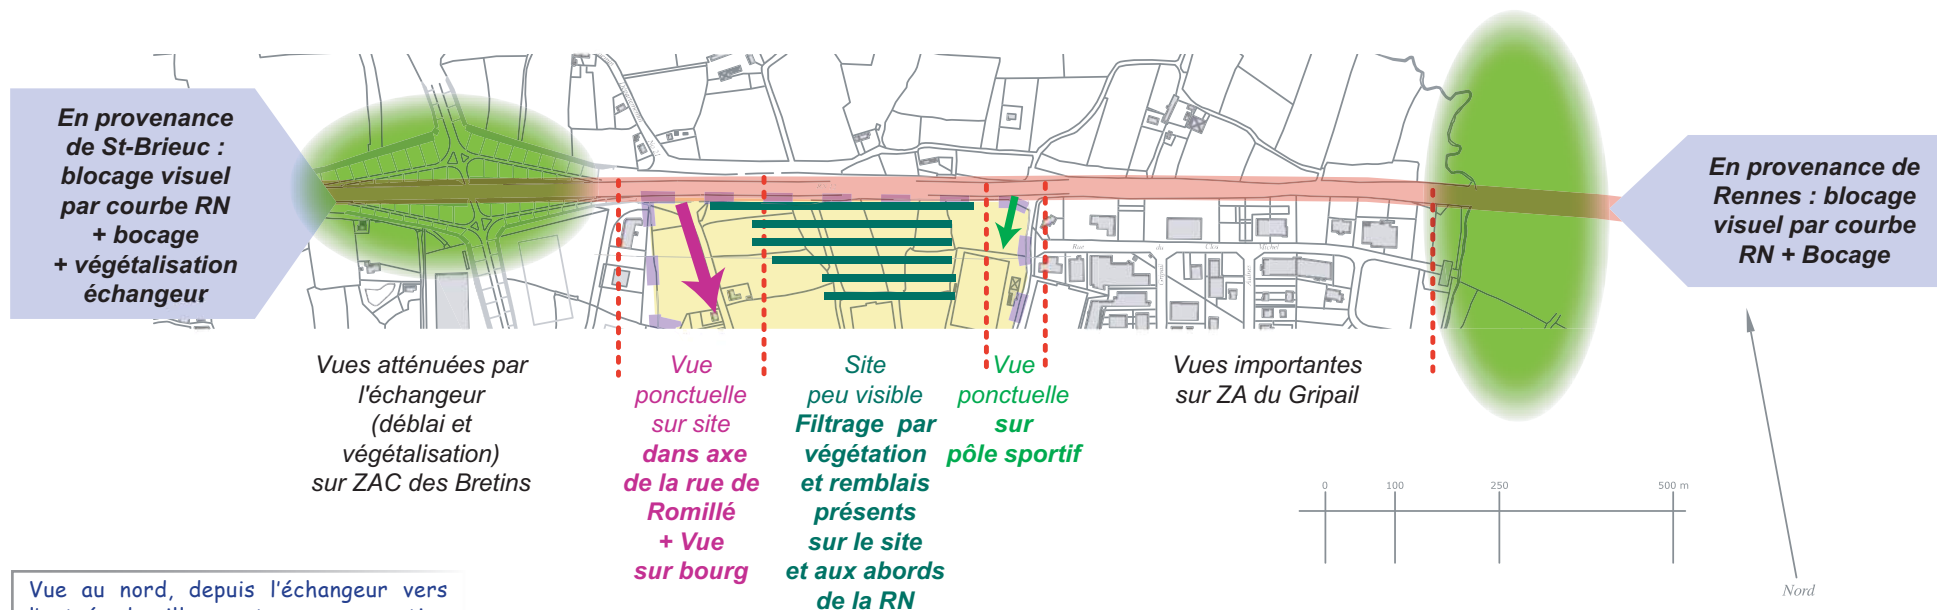 En provenance
de St-Brieuc :
blocage visuel
par courbe RN
+ bocage
+ végétalisation
échangeur
En provenance de
Rennes : blocage
visuel par courbe
RN + Bocage
Rue du Clos Michel
Vues atténuées par
l'échangeur
(déblai et
végétalisation)
sur ZAC des Bretins
Vue
ponctuelle
sur site
dans axe
de la rue de
Romillé
+ Vue
sur bourg
Site
peu visible
Filtrage par
végétation
et remblais
présents
sur le site
et aux abords
de la RN
Vue
ponctuelle
sur
pôle sportif
Vues importantes
sur ZA du Gripail
0 100 250 500 m
Nord
Vue au nord, depuis l'échangeur vers